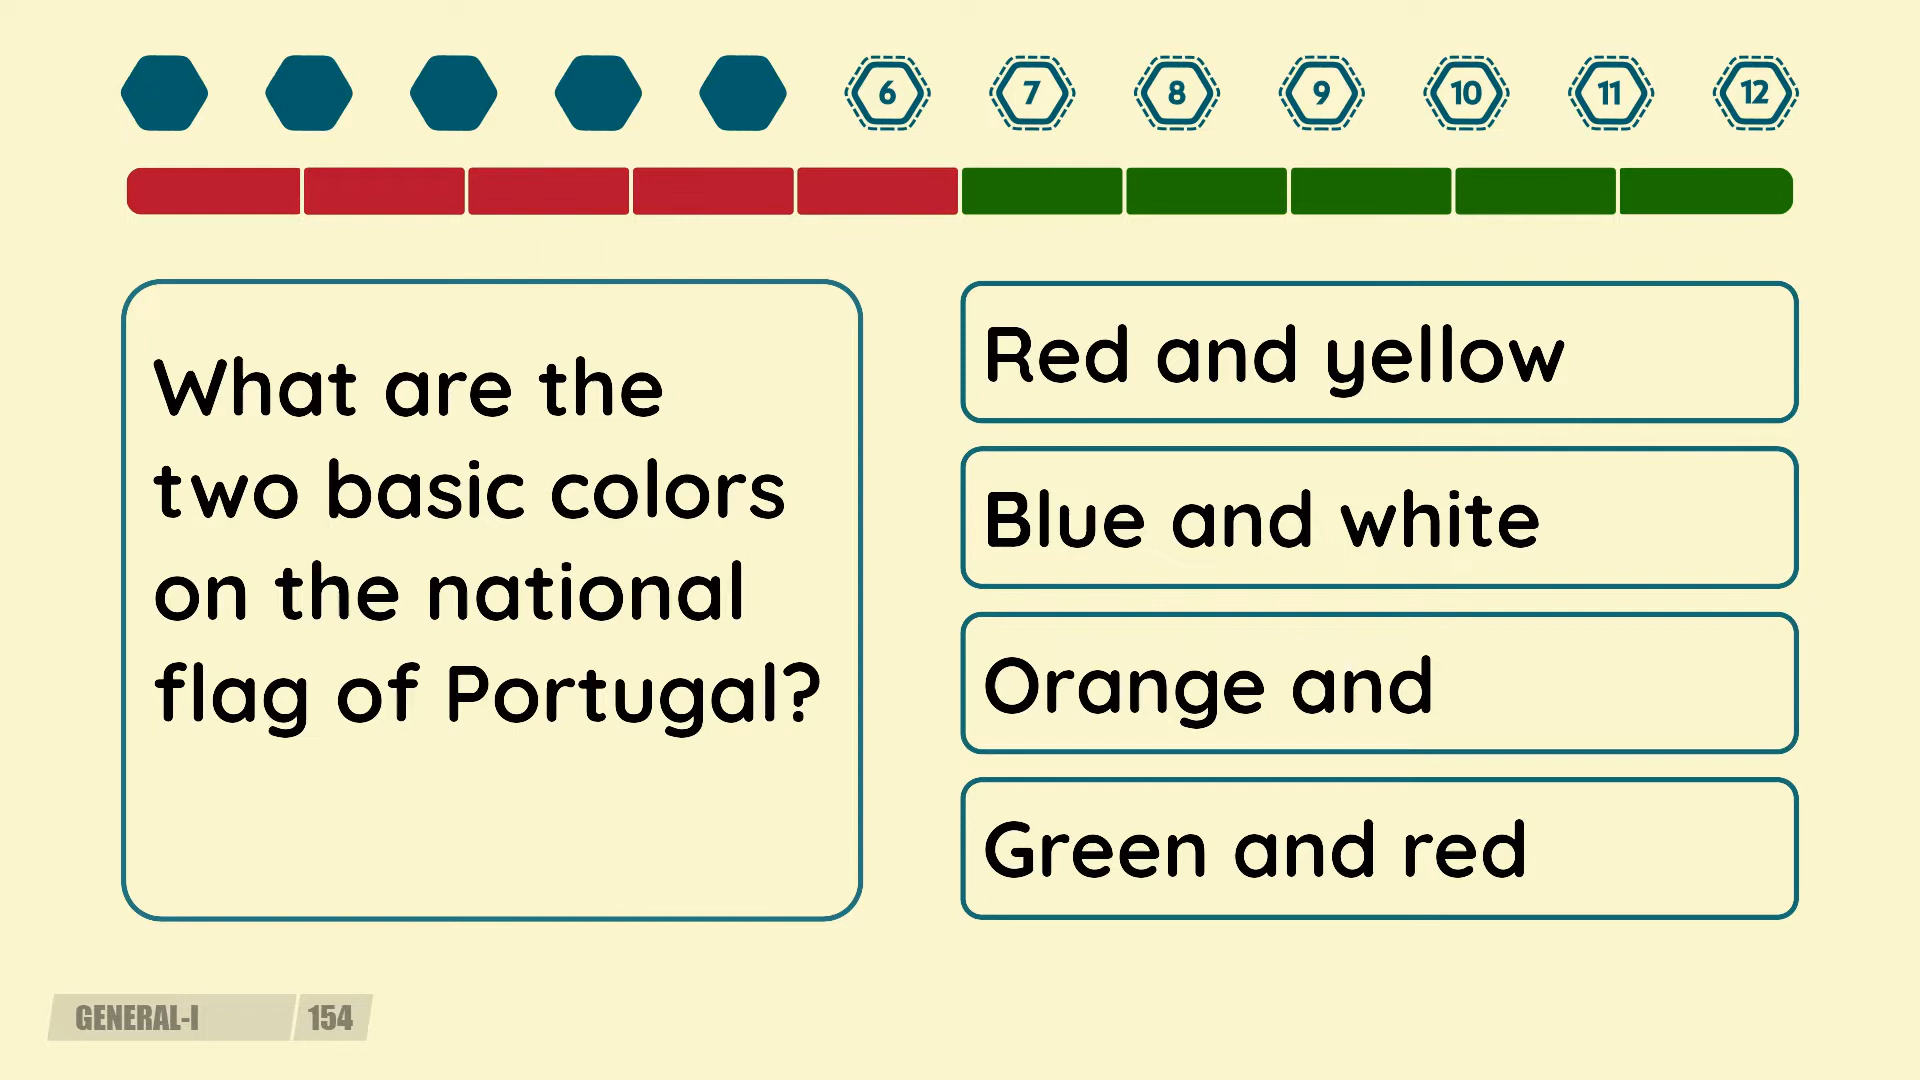 6 7 8 9 10 11 12
What are the
two basic colors
on the national
flag of Portugal?
Red and yellow
Blue and white
Orange and
Green and red
GENERAL-I 154